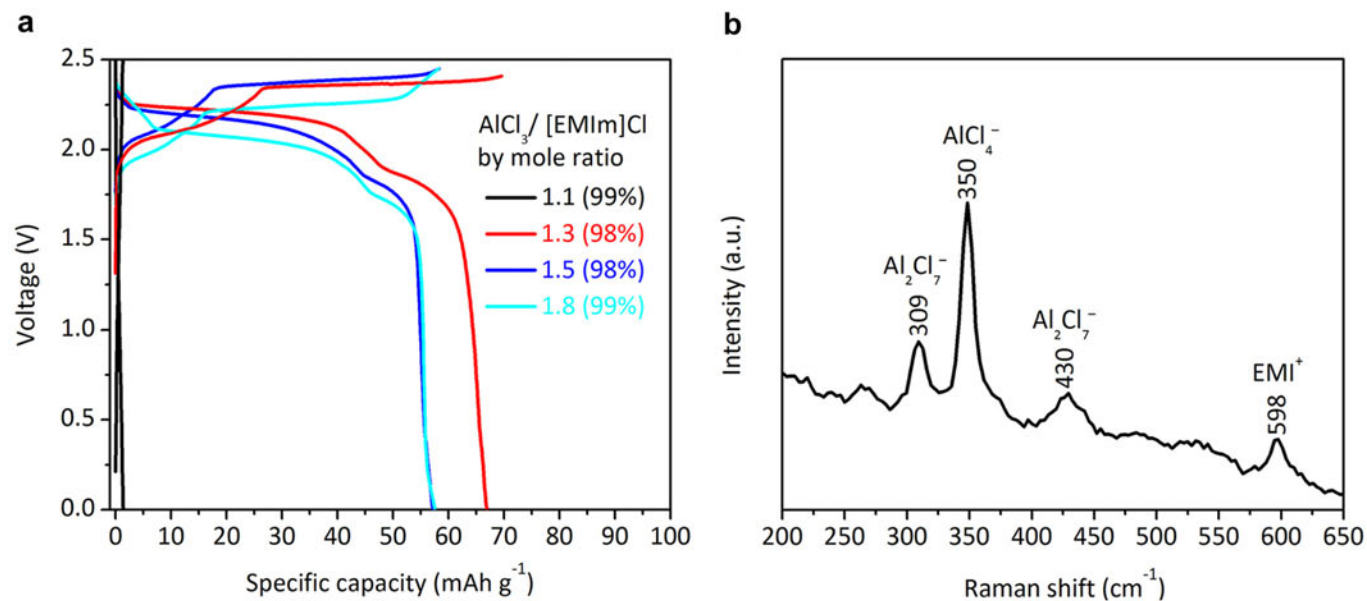 a
2.5
2.0
1.5
1.0
0.5
0.0
Voltage (V)
AlCl₃/ [EMIm]Cl
by mole ratio
1.1 (99%)
1.3 (98%)
1.5 (98%)
1.8 (99%)
0 10 20 30 40 50 60 70 80 90 100
Specific capacity (mAh g⁻¹)
b
Intensity (a.u.)
Al₂Cl₇⁻
309
AlCl₄⁻
350
Al₂Cl₇⁻
430
EMI⁺
598
200 250 300 350 400 450 500 550 600 650
Raman shift (cm⁻¹)